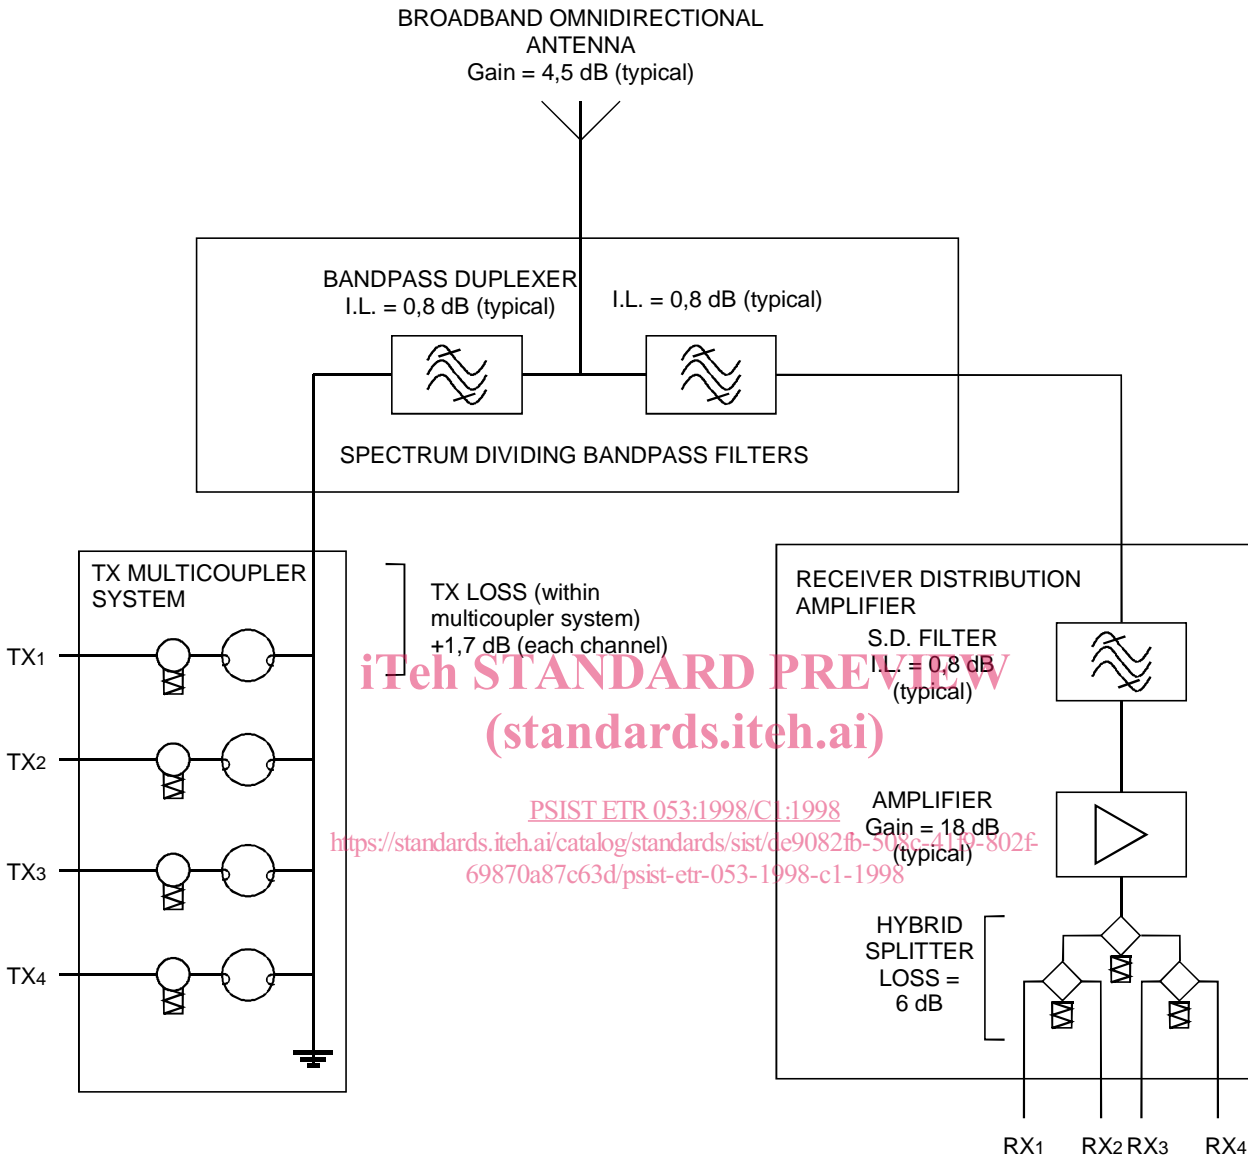 BROADBAND OMNIDIRECTIONAL
ANTENNA
Gain = 4,5 dB (typical)
BANDPASS DUPLEXER
I.L. = 0,8 dB (typical)
I.L. = 0,8 dB (typical)
SPECTRUM DIVIDING BANDPASS FILTERS
TX MULTICOUPLER
SYSTEM
TX LOSS (within
multicoupler system)
+1,7 dB (each channel)
RECEIVER DISTRIBUTION
AMPLIFIER
S.D. FILTER
I.L. = 0,8 dB
(typical)
TX1
iTeh STANDARD PREVIEW
(standards.iteh.ai)
TX2
PSIST ETR 053:1998/C1:1998
https://standards.iteh.ai/catalog/standards/sist/de9082fb-508c-41f9-802f-
69870a87c63d/psist-etr-053-1998-c1-1998
AMPLIFIER
Gain = 18 dB
(typical)
TX3
HYBRID
SPLITTER
LOSS =
6 dB
TX4
RX1 RX2 RX3 RX4